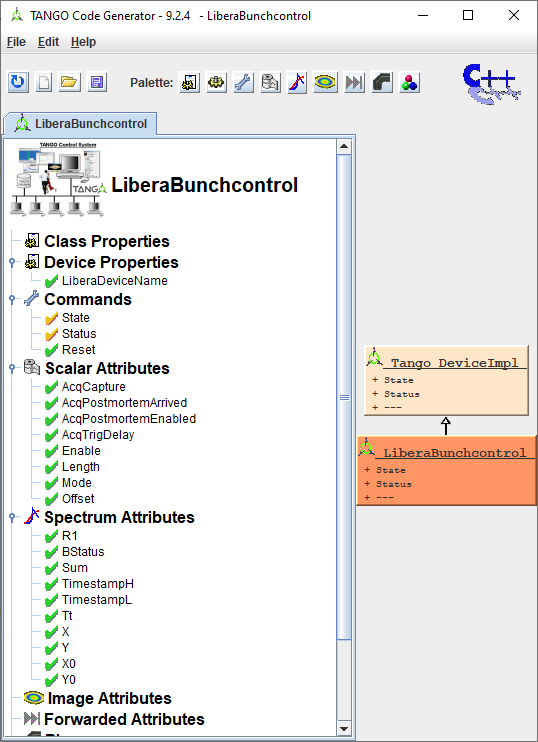 TANGO Code Generator - 9.2.4 - LiberaBunchcontrol
File Edit Help
Palette:
C++
LiberaBunchcontrol
TANGO Control System
TANGO
LiberaBunchcontrol
Class Properties
Device Properties
LiberaDeviceName
Commands
State
Status
Reset
Scalar Attributes
AcqCapture
AcqPostmortemArrived
AcqPostmortemEnabled
AcqTrigDelay
Enable
Length
Mode
Offset
Spectrum Attributes
R1
BStatus
Sum
TimestampH
TimestampL
Tt
X
Y
X0
Y0
Image Attributes
Forwarded Attributes
Tango DeviceImpl
+ State
+ Status
+ ---
LiberaBunchcontrol
+ State
+ Status
+ ---